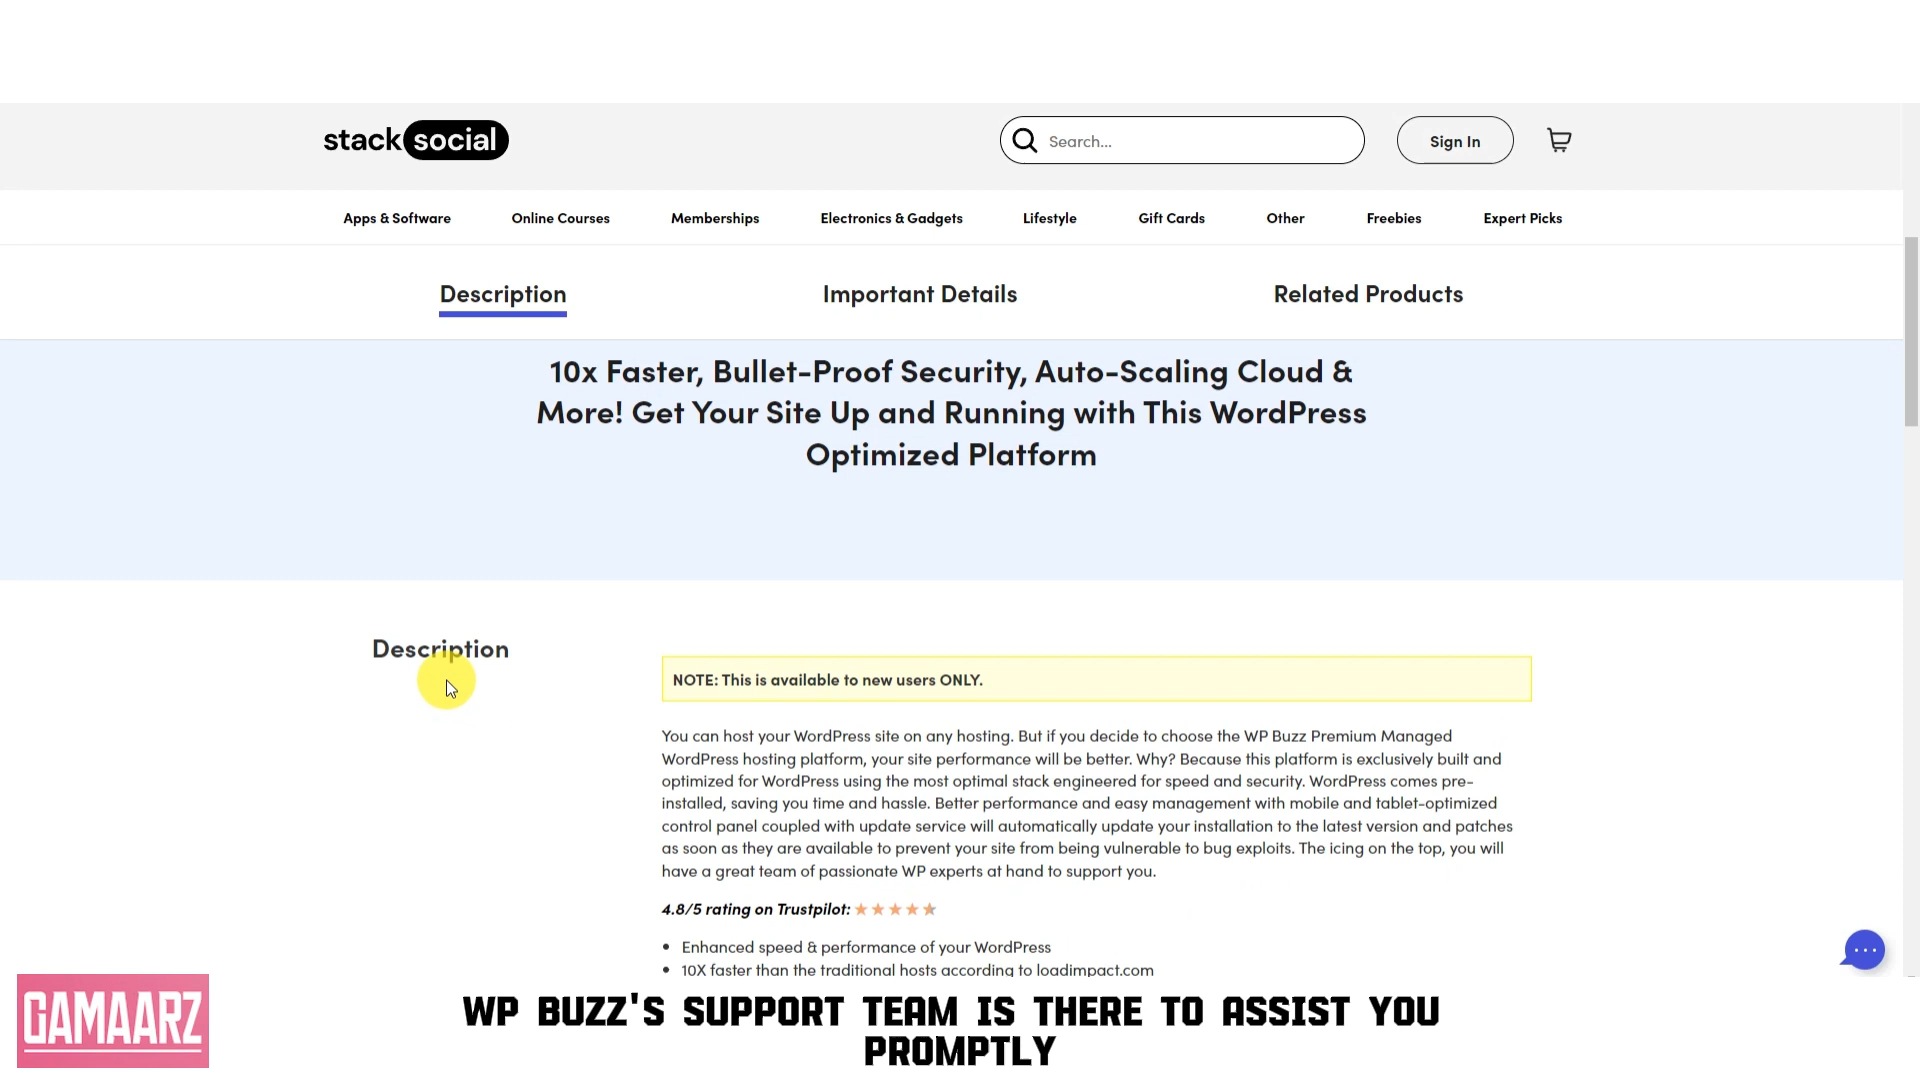 stack social
Search...
Sign In
Apps & Software
Online Courses
Memberships
Electronics & Gadgets
Lifestyle
Gift Cards
Other
Freebies
Expert Picks
Description
Important Details
Related Products
10x Faster, Bullet-Proof Security, Auto-Scaling Cloud &
More! Get Your Site Up and Running with This WordPress
Optimized Platform
Description
NOTE: This is available to new users ONLY.
You can host your WordPress site on any hosting. But if you decide to choose the WP Buzz Premium Managed
WordPress hosting platform, your site performance will be better. Why? Because this platform is exclusively built and
optimized for WordPress using the most optimal stack engineered for speed and security. WordPress comes pre-
installed, saving you time and hassle. Better performance and easy management with mobile and tablet-optimized
control panel coupled with update service will automatically update your installation to the latest version and patches
as soon as they are available to prevent your site from being vulnerable to bug exploits. The icing on the top, you will
have a great team of passionate WP experts at hand to support you.
4.8/5 rating on Trustpilot:
• Enhanced speed & performance of your WordPress
• 10X faster than the traditional hosts according to loadimpact.com
GAMAARZ
WP BUZZ'S SUPPORT TEAM IS THERE TO ASSIST YOU
PROMPTLY